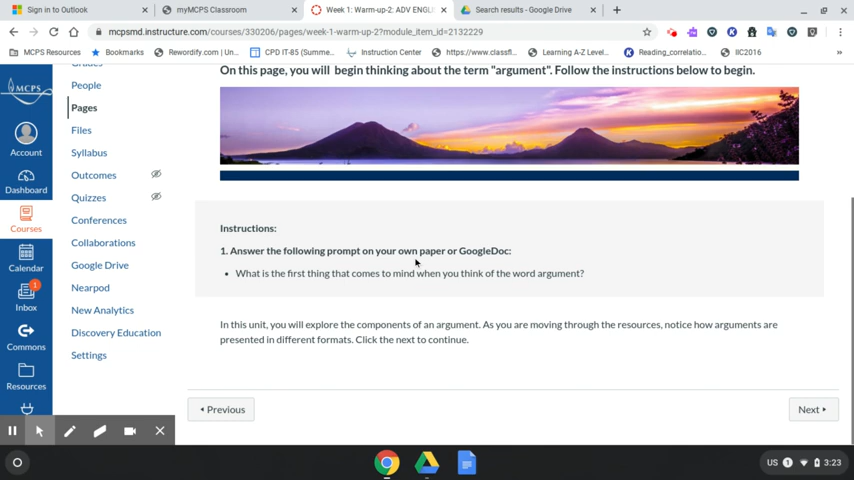 Sign in to Outlook
myMCPS Classroom
Week 1: Warm-up-2: ADV ENGL
Search results - Google Drive
mcpsmd.instructure.com/courses/330206/pages/week-1-warm-up-2?module_item_id=2132229
MCPS Resources
Bookmarks
Rewordify.com | Un...
CPD IT-85 (Summe...
Instruction Center
https://www.classf...
Learning A-Z Level...
Reading_correlatio...
IIC2016
»
MCPS
Account
Dashboard
Courses
Calendar
1
Inbox
Commons
Resources
Grades
People
Pages
Files
Syllabus
Outcomes
Quizzes
Conferences
Collaborations
Google Drive
Nearpod
New Analytics
Discovery Education
Settings
On this page, you will begin thinking about the term "argument". Follow the instructions below to begin.
Instructions:
1. Answer the following prompt on your own paper or GoogleDoc:
• What is the first thing that comes to mind when you think of the word argument?
In this unit, you will explore the components of an argument. As you are moving through the resources, notice how arguments are
presented in different formats. Click the next to continue.
Previous
Next
US 1 3:23